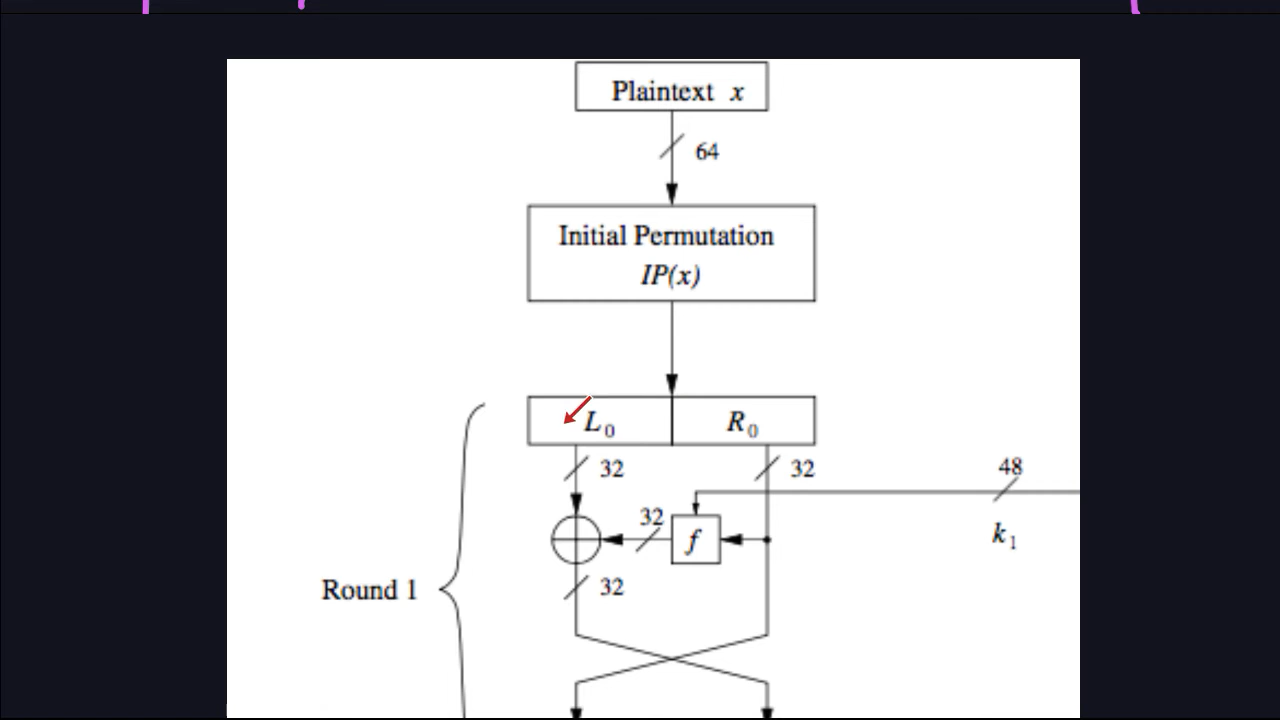 Plaintext x
64
Initial Permutation
IP(x)
L0 R0
32 32 48
32 f k1
32
Round 1